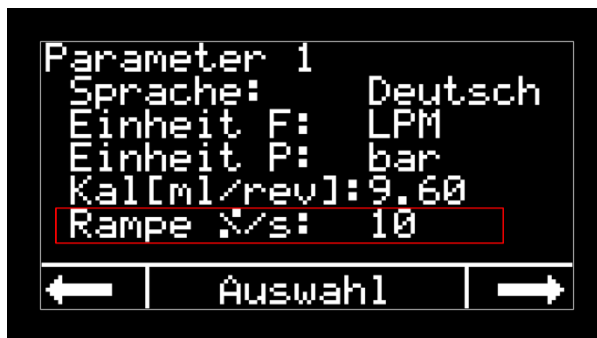 Parameter 1
Sprache: Deutsch
Einheit F: LPM
Einheit P: bar
Kal[ml/rev]:9.60
Rampe %/s: 10
Auswahl